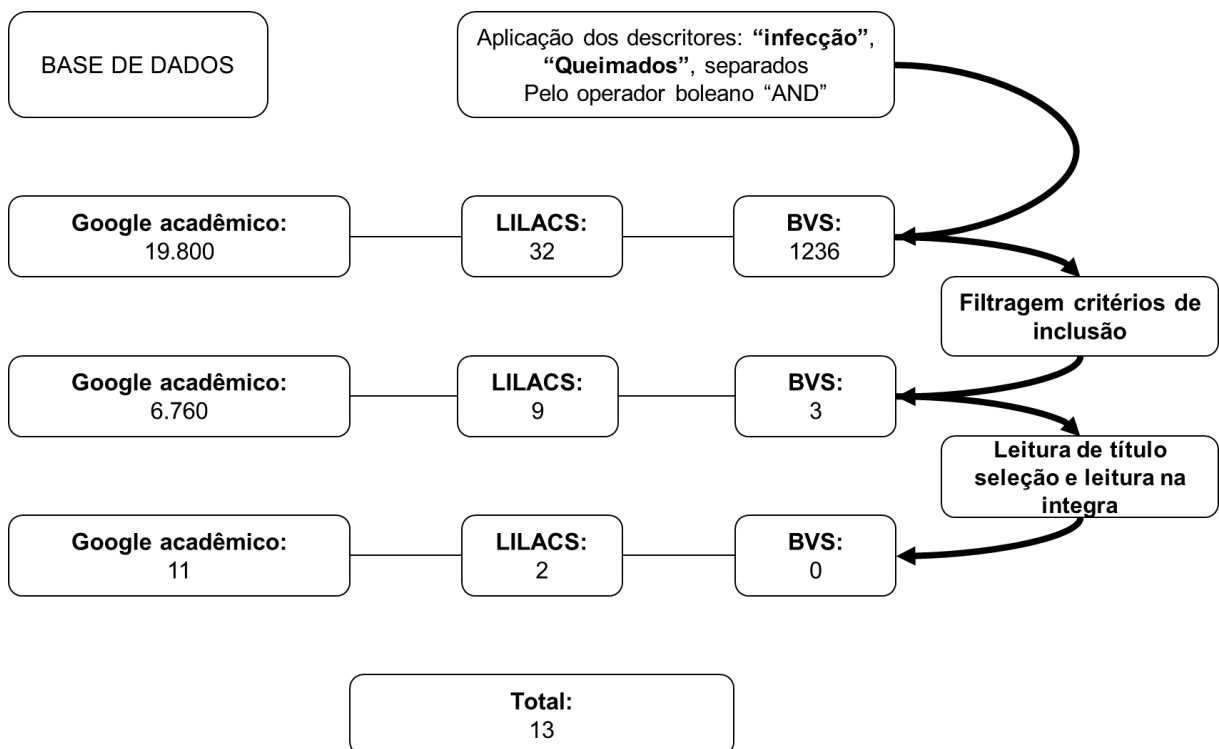 BASE DE DADOS
Aplicação dos descritores: “infecção”,
“Queimados”, separados
Pelo operador boleano “AND”
Google acadêmico:
19.800
LILACS:
32
BVS:
1236
Filtragem critérios de
inclusão
Google acadêmico:
6.760
LILACS:
9
BVS:
3
Leitura de título
seleção e leitura na
integra
Google acadêmico:
11
LILACS:
2
BVS:
0
Total:
13